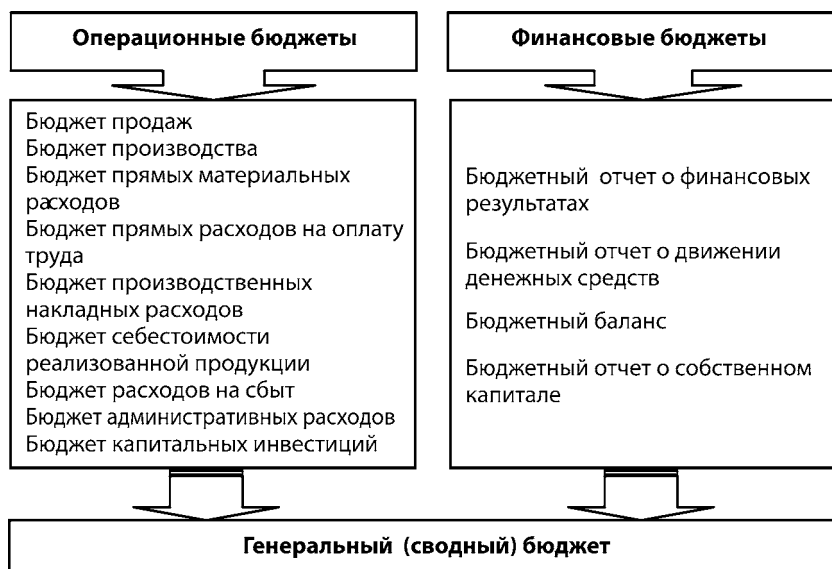 Операционные бюджеты
Бюджет продаж
Бюджет производства
Бюджет прямых материальных
расходов
Бюджет прямых расходов на оплату
труда
Бюджет производственных
накладных расходов
Бюджет себестоимости
реализованной продукции
Бюджет расходов на сбыт
Бюджет административных расходов
Бюджет капитальных инвестиций
Финансовые бюджеты
Бюджетный отчет о финансовых
результатах
Бюджетный отчет о движении
денежных средств
Бюджетный баланс
Бюджетный отчет о собственном
капитале
Генеральный (сводный) бюджет